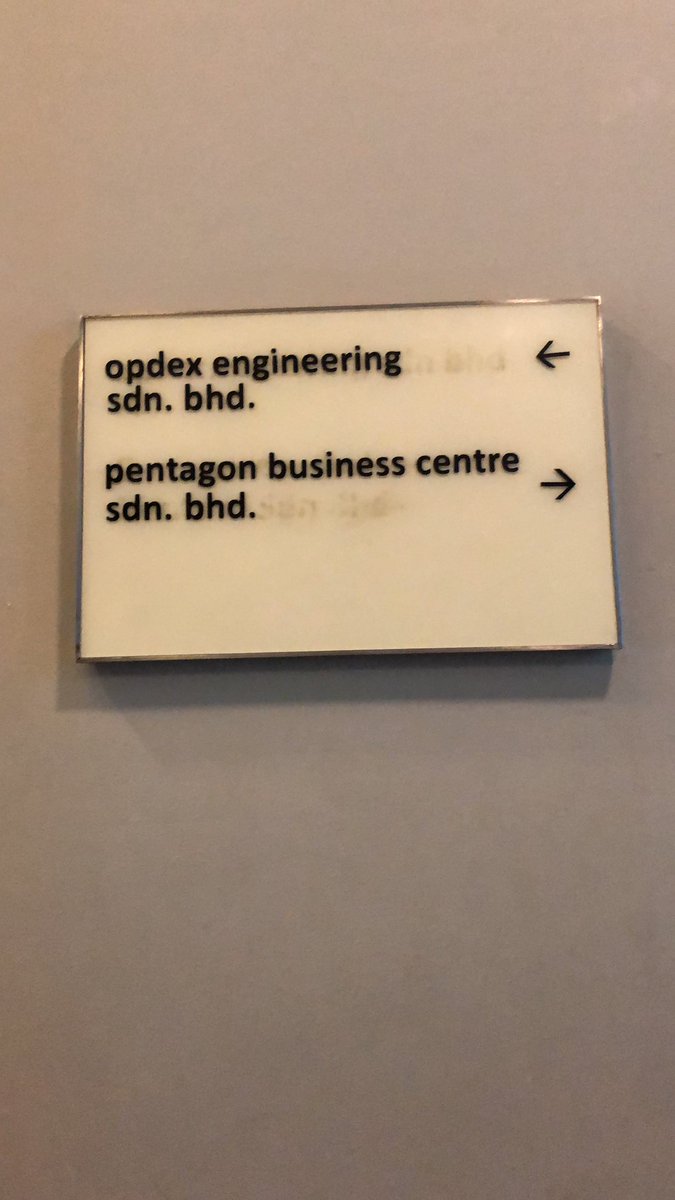 opdex engineering ←
sdn. bhd.
pentagon business centre →
sdn. bhd.